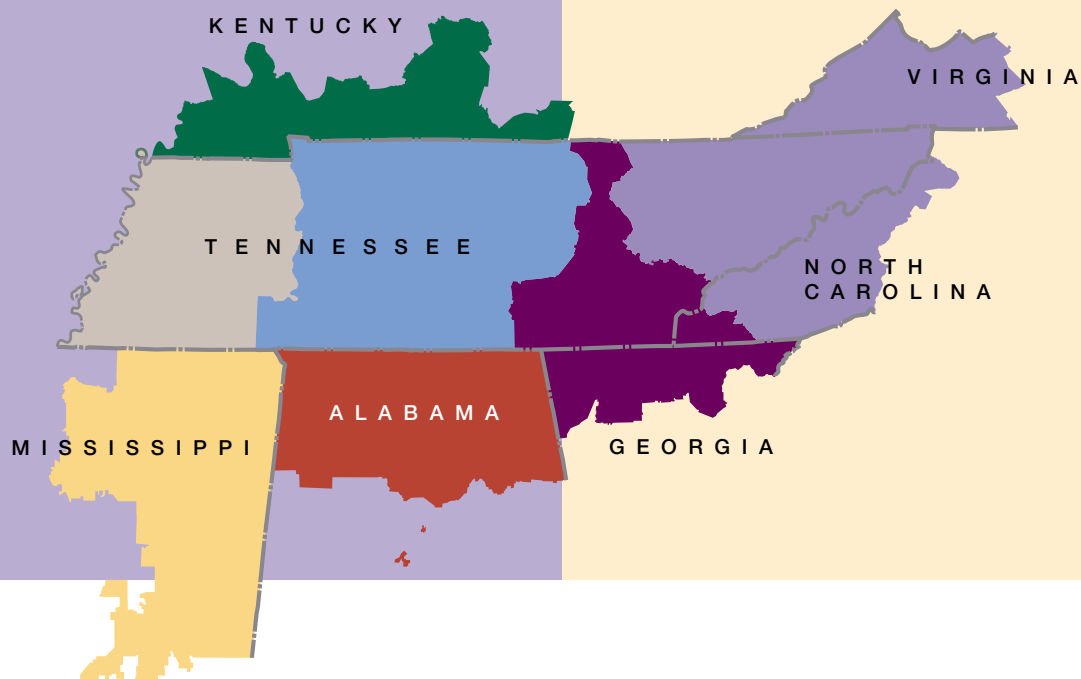 KENTUCKY
VIRGINIA
TENNESSEE
NORTH
CAROLINA
ALABAMA
MISSISSIPPI
GEORGIA